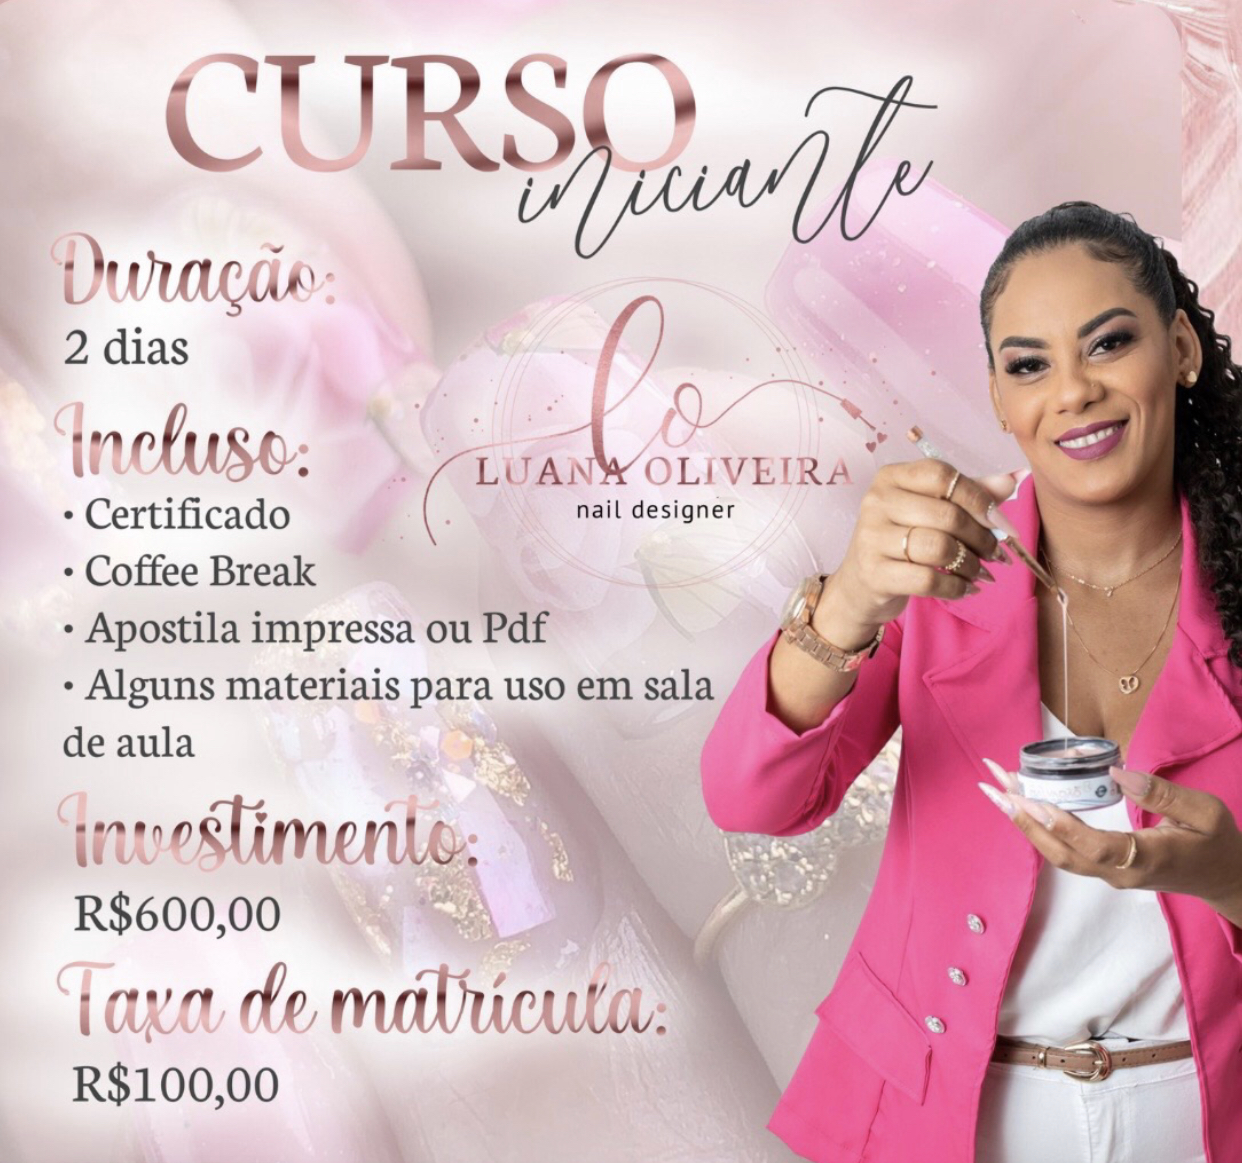 CURSO
iniciante
Duração:
2 dias
Incluso:
• Certificado
• Coffee Break
• Apostila impressa ou Pdf
• Alguns materiais para uso em sala
de aula
Investimento:
R$600,00
Taxa de matrícula:
R$100,00
lo
LUANA OLIVEIRA
nail designer